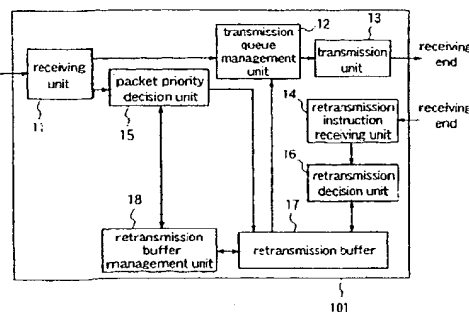 12
13
transmission
queue
management
unit
transmission
unit
receiving
end
receiving
unit
11
packet priority
decision unit
15
14
retransmission
instruction
receiving unit
receiving
end
16
retransmission
decision unit
18
17
retransmission
buffer
management unit
retransmission buffer
101